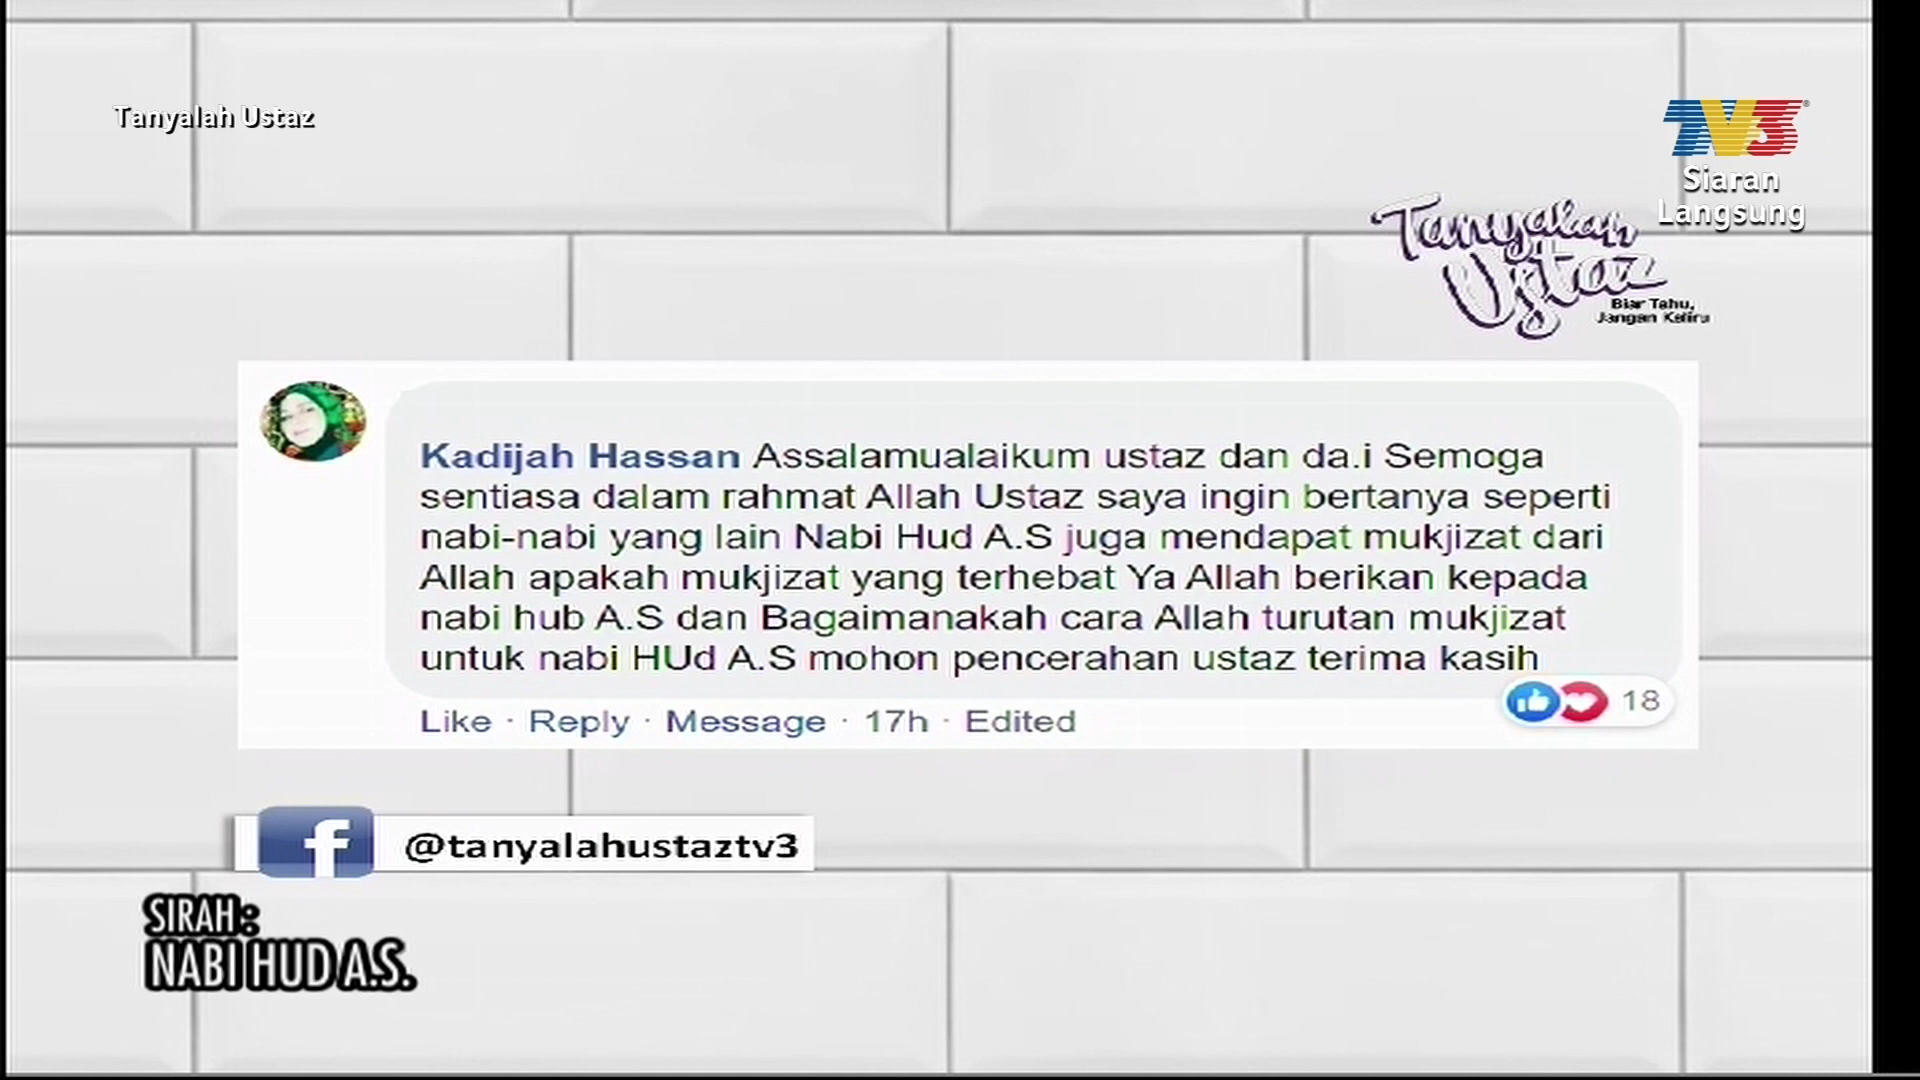 Tanyalah Ustaz
TV3
Siaran
Langsung
Tanyalah
Ustaz
Biar Tahu,
Jangan Keliru
Kadijah Hassan Assalamualaikum ustaz dan da.i Semoga
sentiasa dalam rahmat Allah Ustaz saya ingin bertanya seperti
nabi-nabi yang lain Nabi Hud A.S juga mendapat mukjizat dari
Allah apakah mukjizat yang terhebat Ya Allah berikan kepada
nabi hub A.S dan Bagaimanakah cara Allah turutan mukjizat
untuk nabi HUd A.S mohon pencerahan ustaz terima kasih
18
Like · Reply · Message · 17h · Edited
f @tanyalahustaztv3
SIRAH:
NABI HUD A.S.